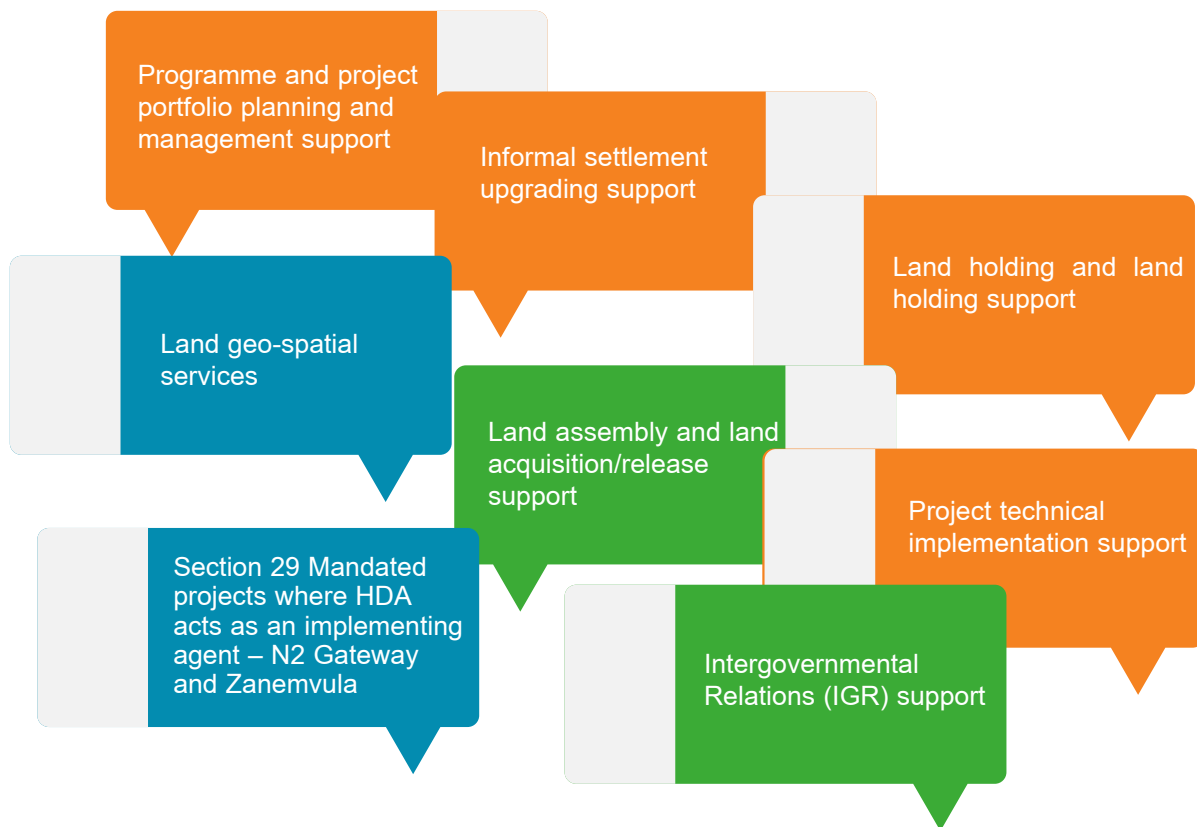 Programme and project
portfolio planning and
management support
Informal settlement
upgrading support
Land holding and land
holding support
Land geo-spatial
services
Land assembly and land
acquisition/release
support
Project technical
implementation support
Section 29 Mandated
projects where HDA
acts as an implementing
agent – N2 Gateway
and Zanemvula
Intergovernmental
Relations (IGR) support